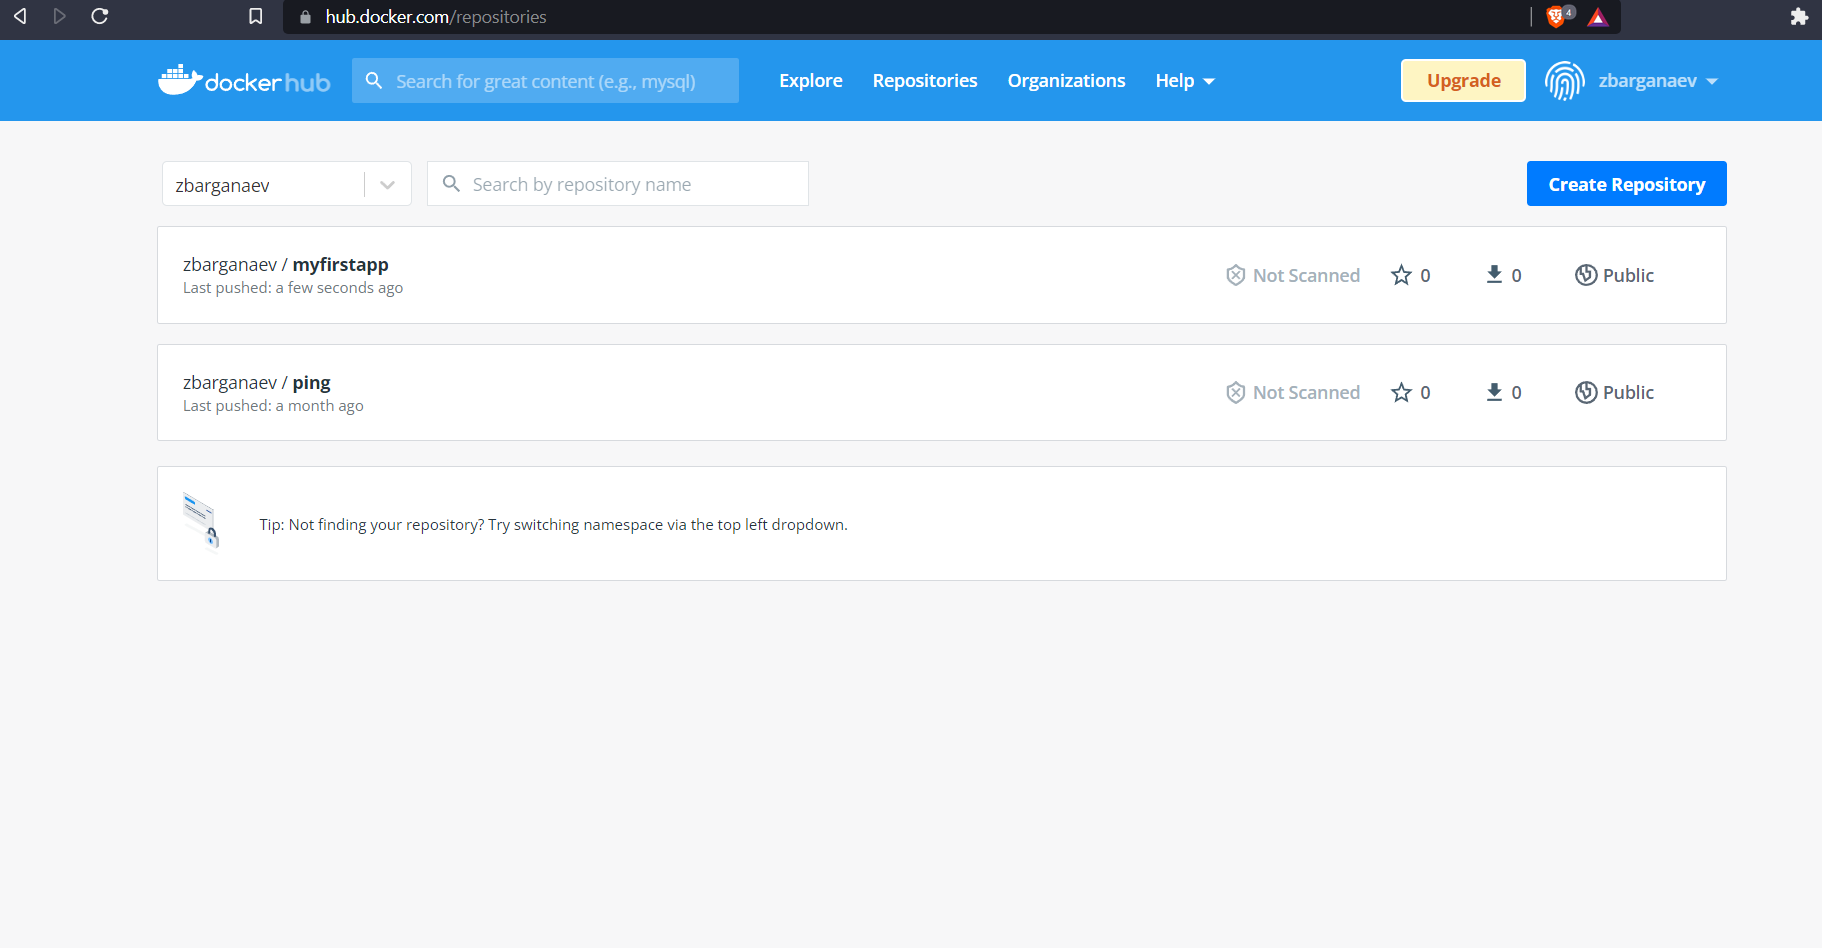 hub.docker.com/repositories
4
docker hub
Search for great content (e.g., mysql)
Explore
Repositories
Organizations
Help
Upgrade
zbarganaev
zbarganaev
Search by repository name
Create Repository
zbarganaev / myfirstapp
Last pushed: a few seconds ago
Not Scanned
0
0
Public
zbarganaev / ping
Last pushed: a month ago
Not Scanned
0
0
Public
Tip: Not finding your repository? Try switching namespace via the top left dropdown.